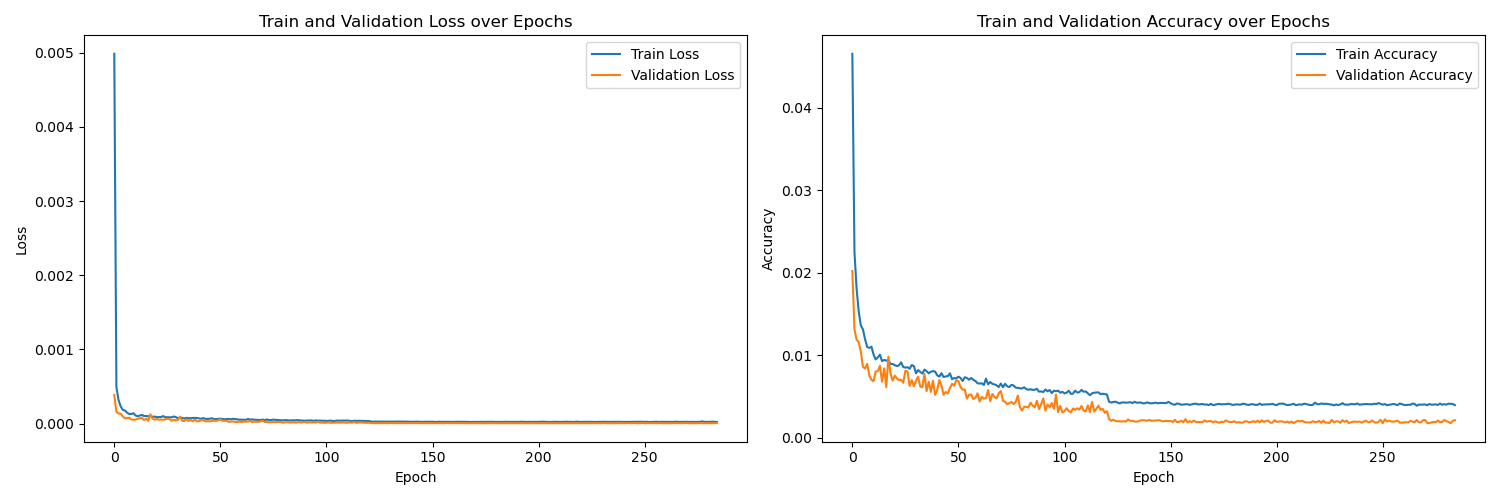 Train and Validation Loss over Epochs
0.005
0.004
0.003
0.002
0.001
0.000
Loss
Train Loss
Validation Loss
0 50 100 150 200 250
Epoch
Train and Validation Accuracy over Epochs
0.04
0.03
0.02
0.01
0.00
Accuracy
Train Accuracy
Validation Accuracy
0 50 100 150 200 250
Epoch